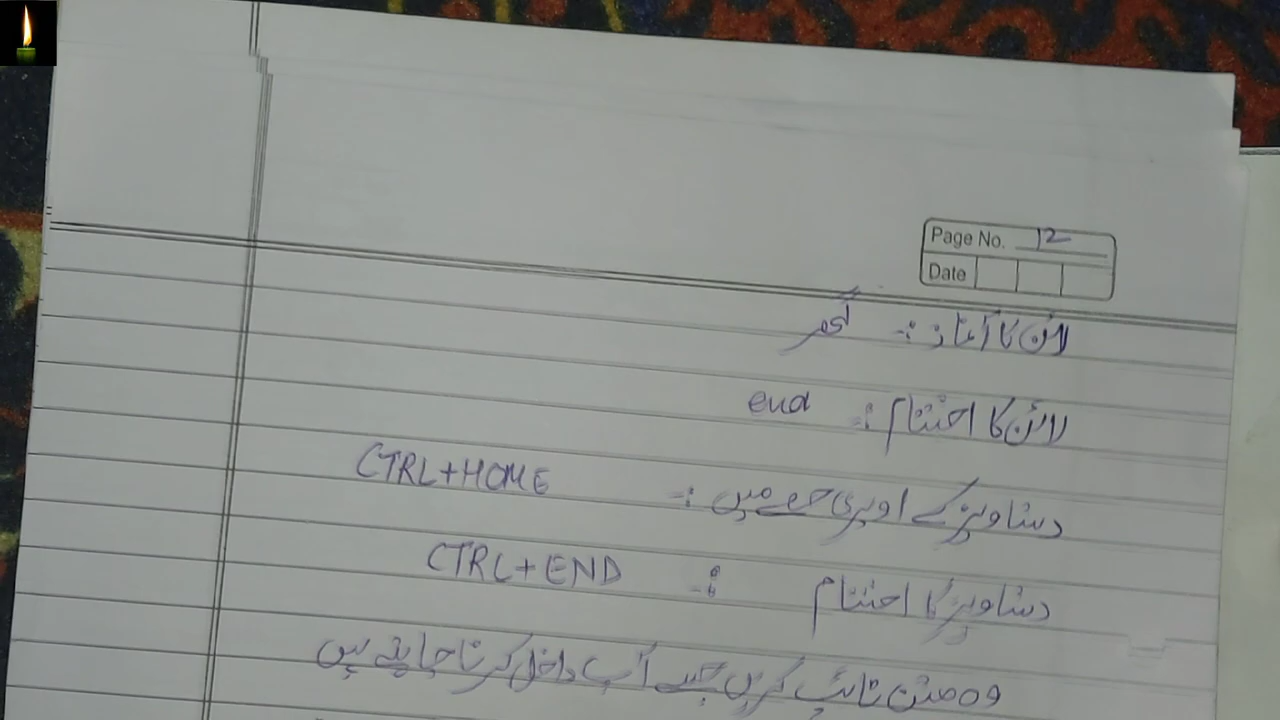 Page No. 12
Date
لائن کا آغاز :- گھر
لائن کا اختتام :- end
دستاویز کے اوپری حصے میں :- CTRL+HOME
دستاویز کا اختتام :- CTRL+END
وہ متن ٹائپ کریں جسے آپ داخل کرنا چاہتے ہیں